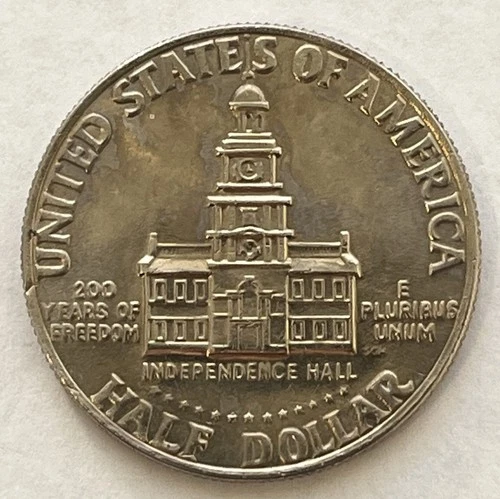 UNITED STATES OF AMERICA
200
YEARS OF
FREEDOM
E
PLURIBUS
UNUM
INDEPENDENCE HALL
HALF DOLLAR